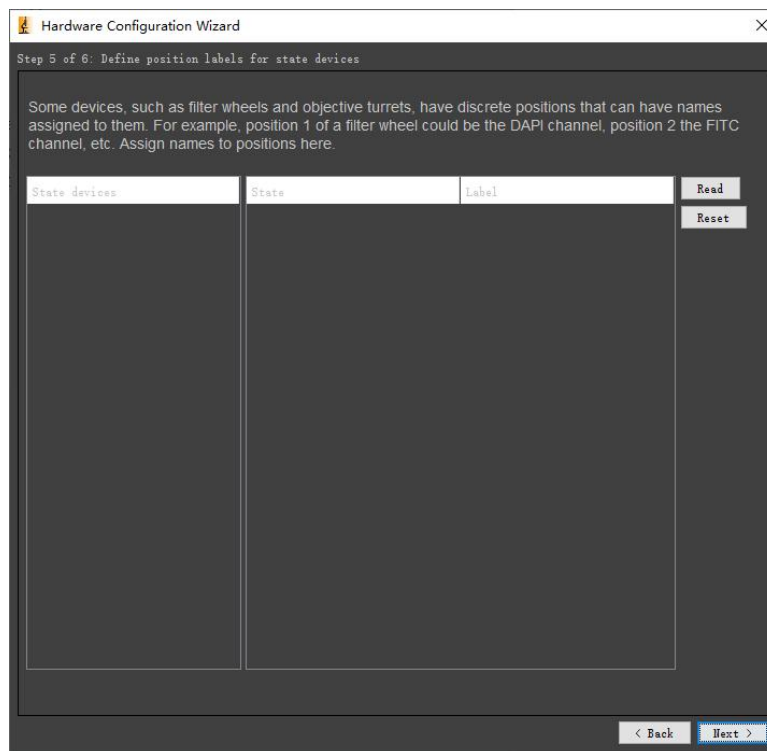 Hardware Configuration Wizard
Step 5 of 6: Define position labels for state devices
Some devices, such as filter wheels and objective turrets, have discrete positions that can have names
assigned to them. For example, position 1 of a filter wheel could be the DAPI channel, position 2 the FITC
channel, etc. Assign names to positions here.
State devices State Label Read
Reset
< Back Next >